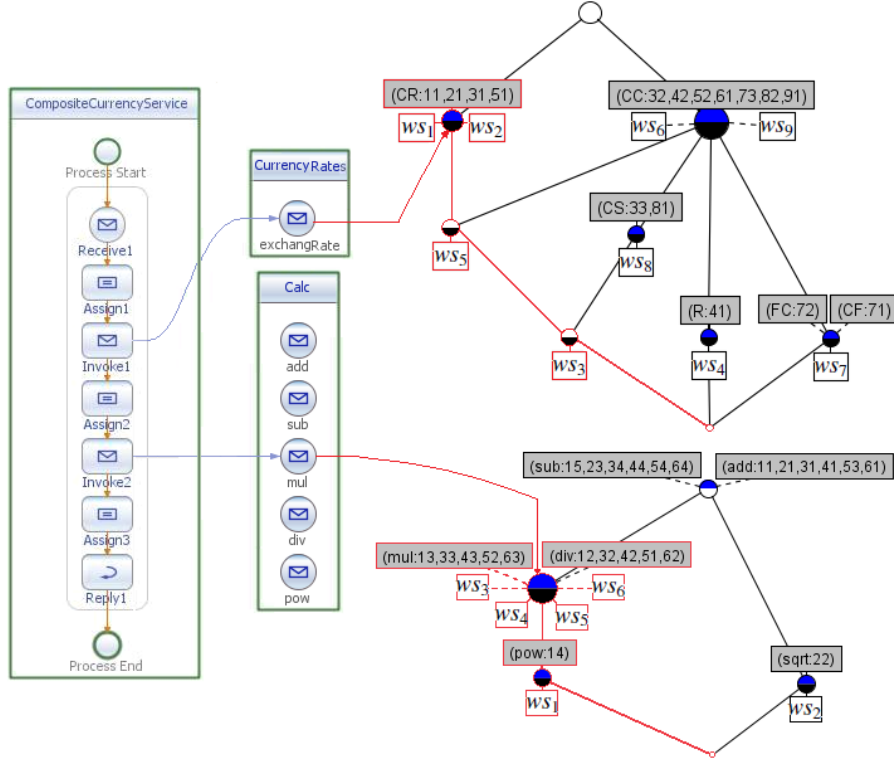 CompositeCurrencyService
Process Start
Receive1
Assign1
Invoke1
Assign2
Invoke2
Assign3
Reply1
Process End
CurrencyRates
exchangRate
Calc
add
sub
mul
div
pow
(CR:11,21,31,51)
ws1 ws2
(CC:32,42,52,61,73,82,91)
ws6 ws9
(CS:33,81)
ws5
ws8
(R:41)
(FC:72) (CF:71)
ws3
ws4
ws7
(sub:15,23,34,44,54,64) (add:11,21,31,41,53,61)
(mul:13,33,43,52,63) (div:12,32,42,51,62)
ws3 ws6
ws4 ws5
(pow:14)
(sqrt:22)
ws1
ws2